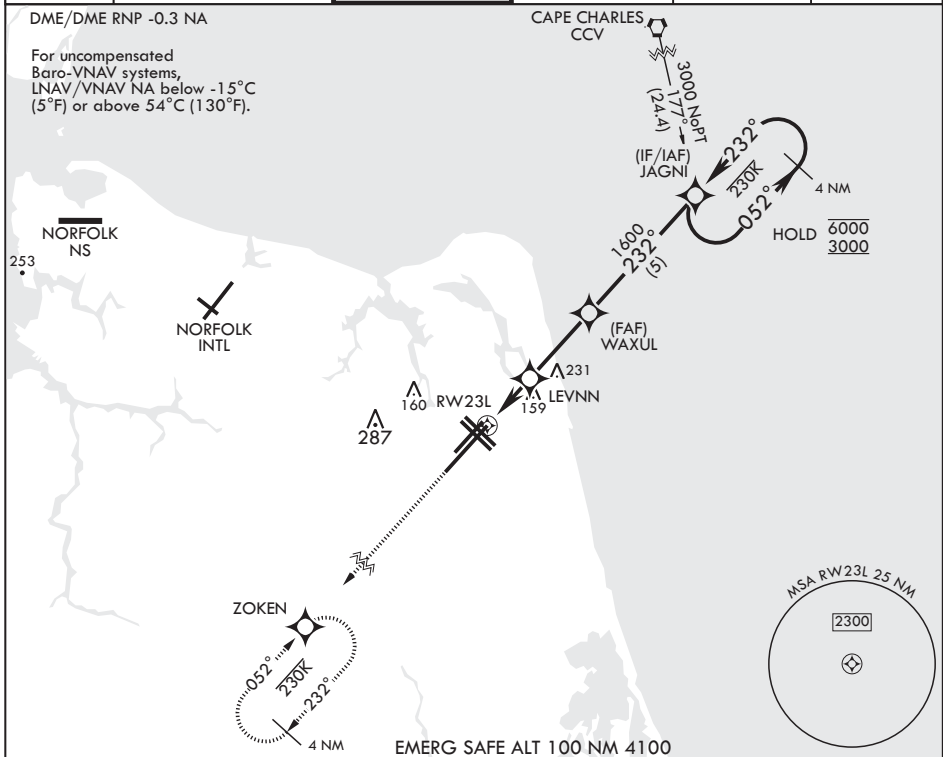 DME/DME RNP -0.3 NA
For uncompensated
Baro-VNAV systems,
LNAV/VNAV NA below -15°C
(5°F) or above 54°C (130°F).
CAPE CHARLES
CCV
3000 NoPT
177°
(24.4)
(IF/IAF)
JAGNI
232°
230K
052°
4 NM
HOLD
6000
3000
1600
232°
(5)
NORFOLK
NS
253
NORFOLK
INTL
(FAF)
WAXUL
231
LEVNN
159
160
RW23L
287
ZOKEN
052°
230K
232°
4 NM
MSA RW23L 25 NM
2300
EMERG SAFE ALT 100 NM 4100